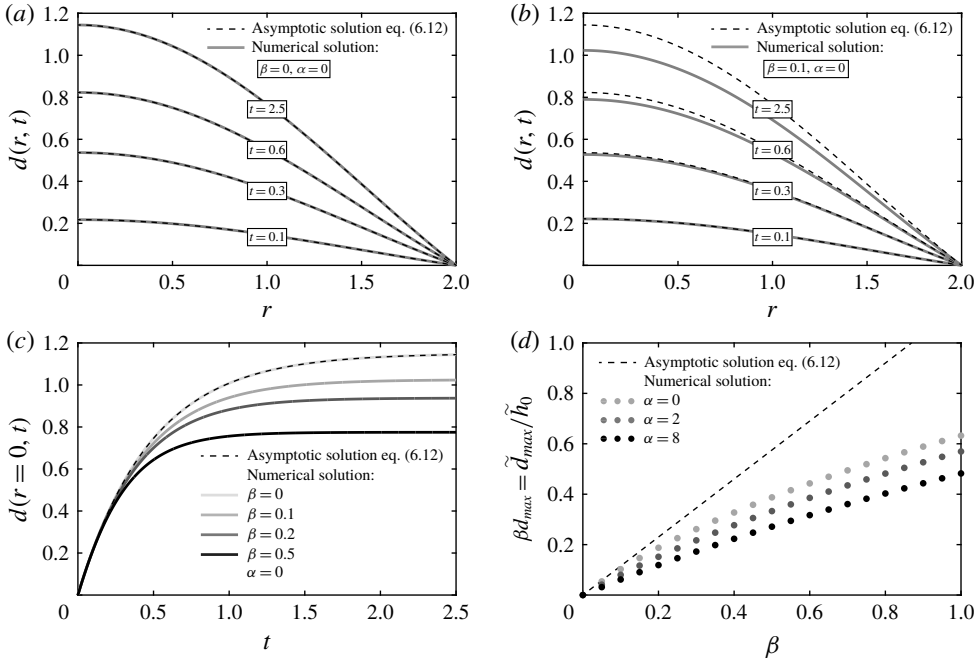 (a)
1.2
1.0
0.8
0.6
0.4
0.2
0
d(r, t)
Asymptotic solution eq. (6.12)
Numerical solution:
β = 0, α = 0
t = 2.5
t = 0.6
t = 0.3
t = 0.1
0.5
1.0
1.5
2.0
r
(b)
1.2
1.0
0.8
0.6
0.4
0.2
0
d(r, t)
Asymptotic solution eq. (6.12)
Numerical solution:
β = 0.1, α = 0
t = 2.5
t = 0.6
t = 0.3
t = 0.1
0.5
1.0
1.5
2.0
r
(c)
1.2
1.0
0.8
0.6
0.4
0.2
0
d(r = 0, t)
Asymptotic solution eq. (6.12)
Numerical solution:
β = 0
β = 0.1
β = 0.2
β = 0.5
α = 0
0.5
1.0
1.5
2.0
2.5
t
(d)
1.0
0.8
0.6
0.4
0.2
0
βd_max = d̃_max/h̃_0
Asymptotic solution eq. (6.12)
Numerical solution:
α = 0
α = 2
α = 8
0.2
0.4
0.6
0.8
1.0
β